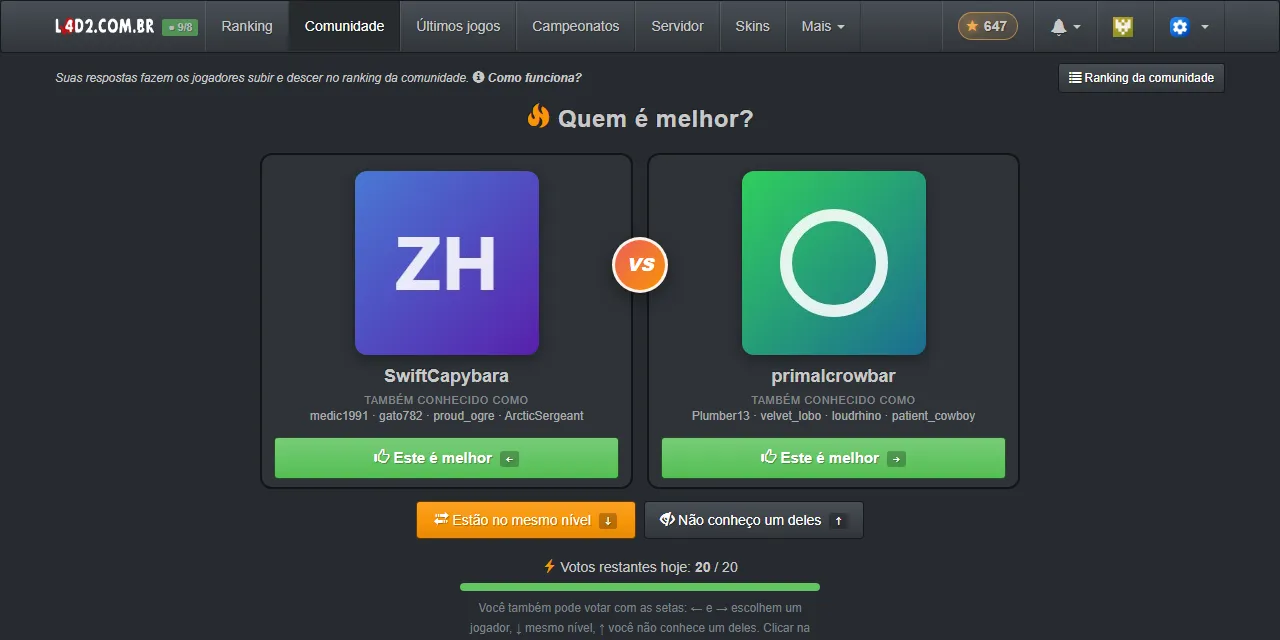 L4D2.COM.BR 9/8 Ranking Comunidade Últimos jogos Campeonatos Servidor Skins Mais 647
Suas respostas fazem os jogadores subir e descer no ranking da comunidade. Como funciona? Ranking da comunidade
Quem é melhor?
ZH
VS
SwiftCapybara
TAMBÉM CONHECIDO COMO
medic1991 · gato782 · proud_ogre · ArcticSergeant
Este é melhor ←
primalcrowbar
TAMBÉM CONHECIDO COMO
Plumber13 · velvet_lobo · loudrhino · patient_cowboy
Este é melhor →
Estão no mesmo nível ↓ Não conheço um deles ↑
Votos restantes hoje: 20 / 20
Você também pode votar com as setas: ← e → escolhem um
jogador, ↓ mesmo nível, ↑ você não conhece um deles. Clicar na